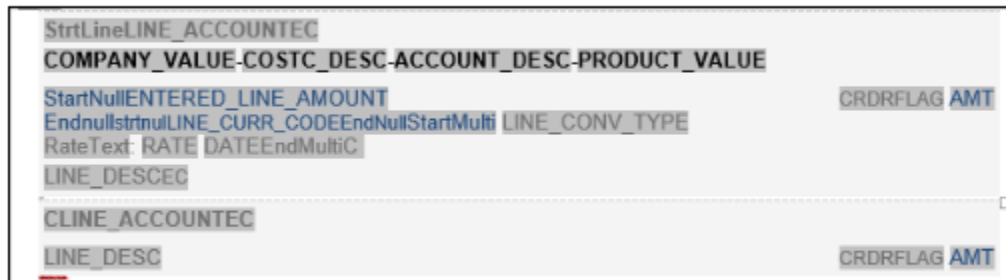 StrtLineLINE_ACCOUNTEC
COMPANY_VALUE-COSTC_DESC-ACCOUNT_DESC-PRODUCT_VALUE
StartNullENTERED_LINE_AMOUNT CRDRFLAG AMT
EndnullstrtnulLINE_CURR_CODEEndNullStartMulti LINE_CONV_TYPE
RateText: RATE DATEEndMultiC
LINE_DESCEC
CLINE_ACCOUNTEC
LINE_DESC CRDRFLAG AMT